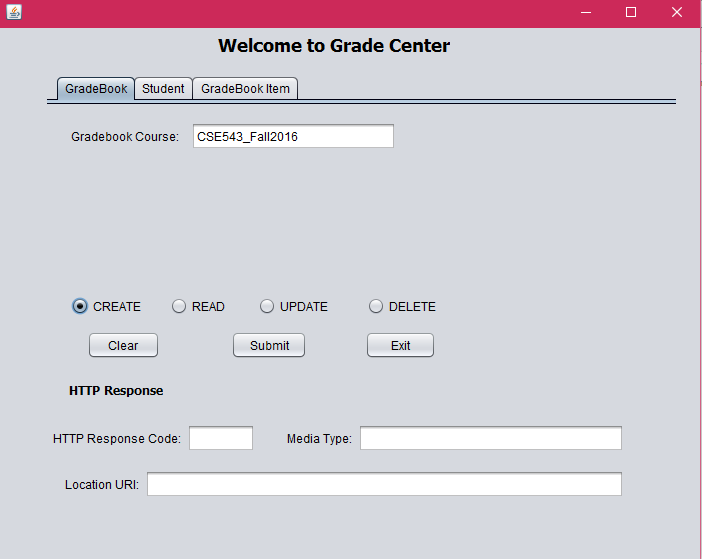 Welcome to Grade Center
GradeBook Student GradeBook Item
Gradebook Course: CSE543_Fall2016
CREATE READ UPDATE DELETE
Clear Submit Exit
HTTP Response
HTTP Response Code: Media Type:
Location URI: